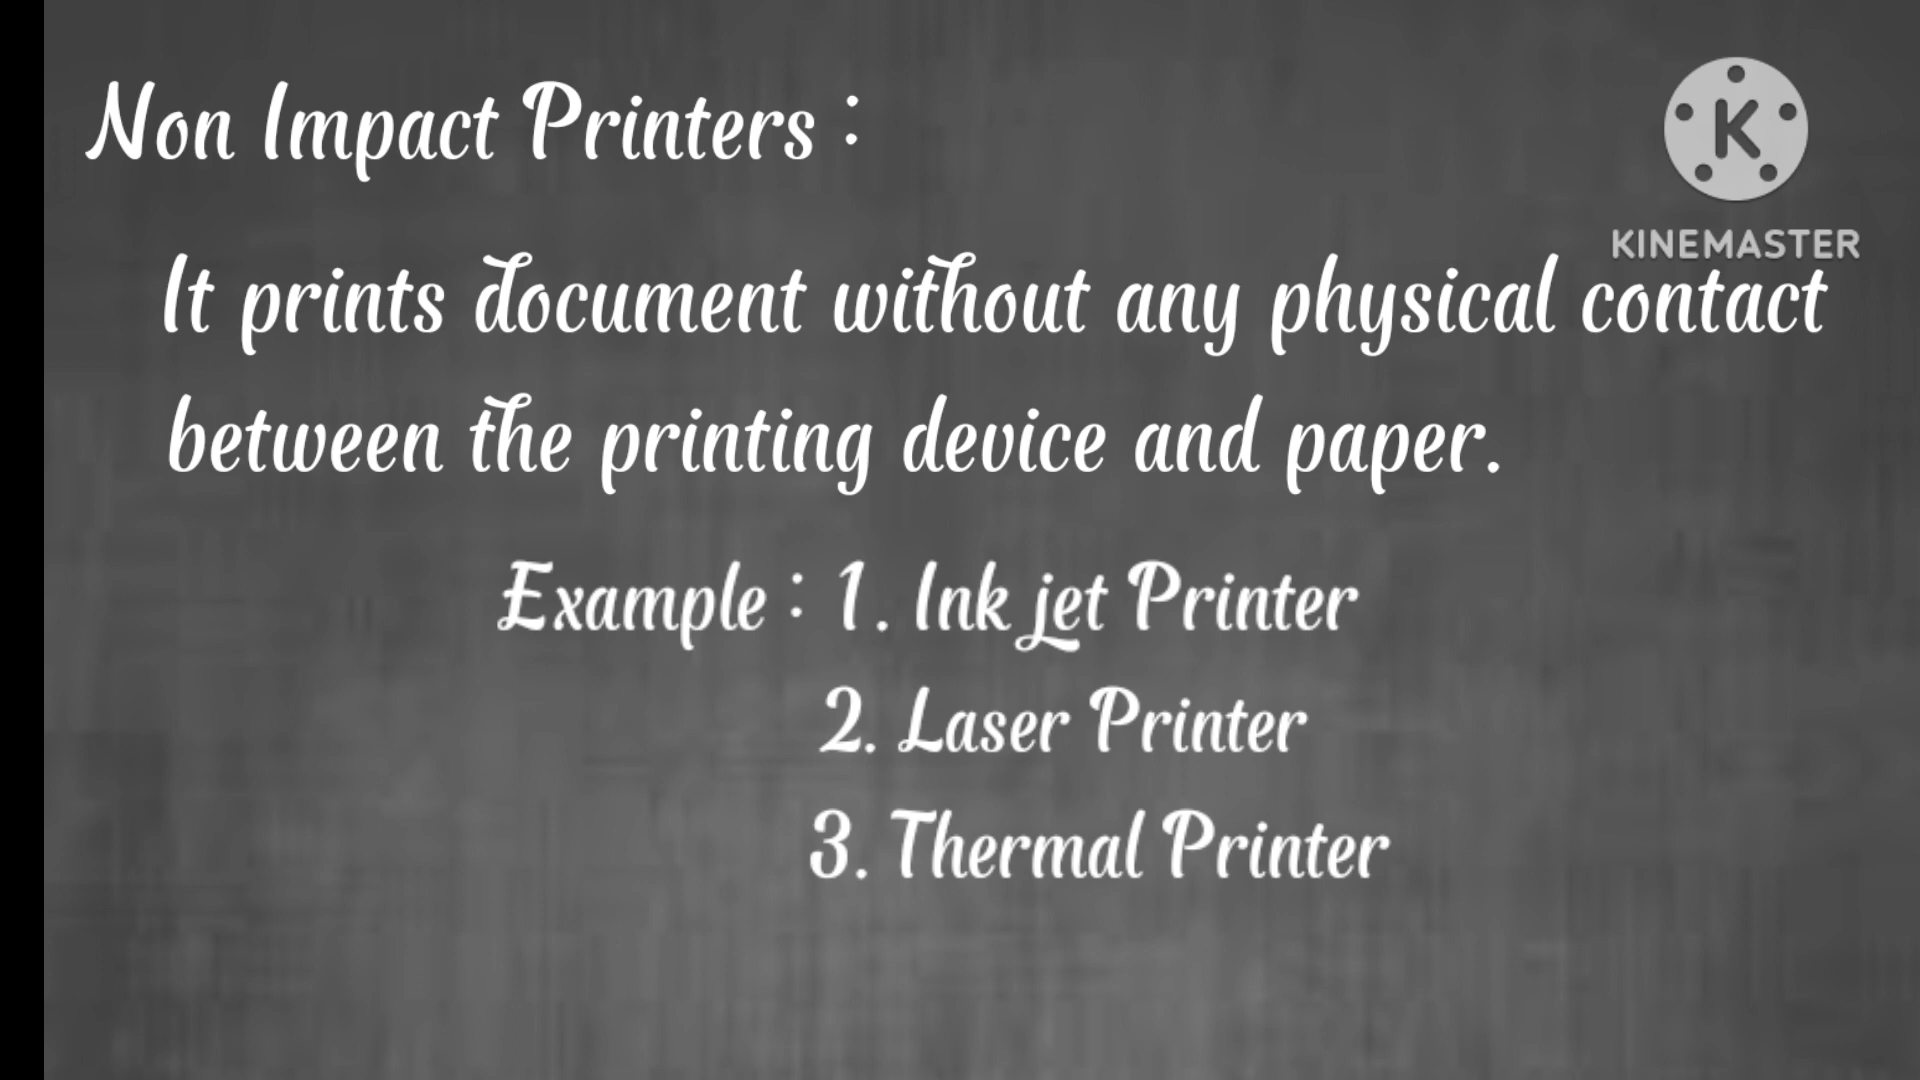 Non Impact Printers :
KINEMASTER
It prints document without any physical contact
between the printing device and paper.
Example : 1. Ink jet Printer
2. Laser Printer
3. Thermal Printer